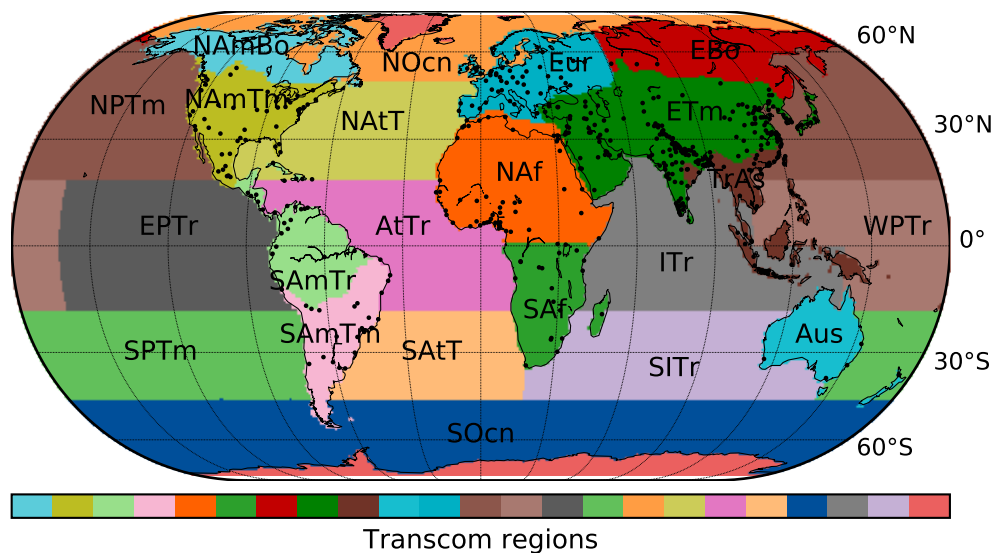 60°N
NAmBo
NOcn
Eur
EBo
NPTm
NAmTm
NAtT
ETm
30°N
NAf
TrAs
EPTr
AtTr
WPTr
0°
ITr
SAmTr
SAf
SAmTm
Aus
SPTm
SAtT
SITr
30°S
SOcn
60°S
Transcom regions